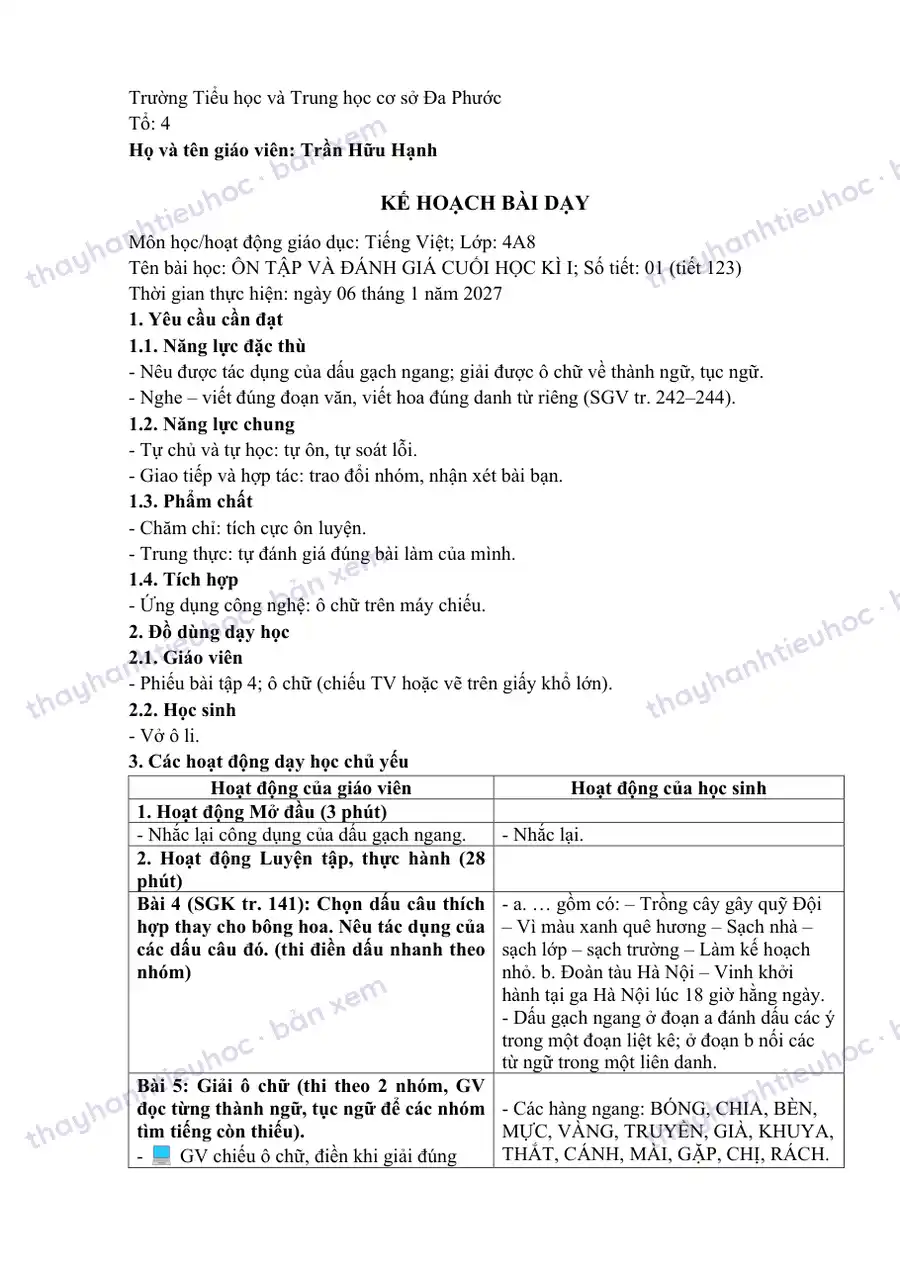 Trường Tiểu học và Trung học cơ sở Đa Phước
Tổ: 4
Họ và tên giáo viên: Trần Hữu Hạnh
KẾ HOẠCH BÀI DẠY
Môn học/hoạt động giáo dục: Tiếng Việt; Lớp: 4A8
Tên bài học: ÔN TẬP VÀ ĐÁNH GIÁ CUỐI HỌC KÌ I; Số tiết: 01 (tiết 123)
Thời gian thực hiện: ngày 06 tháng 1 năm 2027
1. Yêu cầu cần đạt
1.1. Năng lực đặc thù
- Nêu được tác dụng của dấu gạch ngang; giải được ô chữ về thành ngữ, tục ngữ.
- Nghe – viết đúng đoạn văn, viết hoa đúng danh từ riêng (SGV tr. 242–244).
1.2. Năng lực chung
- Tự chủ và tự học: tự ôn, tự soát lỗi.
- Giao tiếp và hợp tác: trao đổi nhóm, nhận xét bài bạn.
1.3. Phẩm chất
- Chăm chỉ: tích cực ôn luyện.
- Trung thực: tự đánh giá đúng bài làm của mình.
1.4. Tích hợp
- Ứng dụng công nghệ: ô chữ trên máy chiếu.
2. Đồ dùng dạy học
2.1. Giáo viên
- Phiếu bài tập 4; ô chữ (chiếu TV hoặc vẽ trên giấy khổ lớn).
2.2. Học sinh
- Vở ô li.
3. Các hoạt động dạy học chủ yếu
Hoạt động của giáo viên
Hoạt động của học sinh
1. Hoạt động Mở đầu (3 phút)
- Nhắc lại công dụng của dấu gạch ngang.
- Nhắc lại.
2. Hoạt động Luyện tập, thực hành (28
phút)
Bài 4 (SGK tr. 141): Chọn dấu câu thích
hợp thay cho bông hoa. Nêu tác dụng của
các dấu câu đó. (thi điền dấu nhanh theo
nhóm)
- a. … gồm có: – Trồng cây gây quỹ Đội
– Vì màu xanh quê hương – Sạch nhà –
sạch lớp – sạch trường – Làm kế hoạch
nhỏ. b. Đoàn tàu Hà Nội – Vinh khởi
hành tại ga Hà Nội lúc 18 giờ hằng ngày.
- Dấu gạch ngang ở đoạn a đánh dấu các ý
trong một đoạn liệt kê; ở đoạn b nối các
từ ngữ trong một liên danh.
Bài 5: Giải ô chữ (thi theo 2 nhóm, GV
đọc từng thành ngữ, tục ngữ để các nhóm
tìm tiếng còn thiếu).
- GV chiếu ô chữ, điền khi giải đúng
- Các hàng ngang: BÓNG, CHIA, BÈN,
MỰC, VÀNG, TRUYỀN, GIÀ, KHUYA,
THẮT, CÁNH, MÀI, GẶP, CHỊ, RÁCH.
thayhanhtieuhoc · bản xem
thayhanhtieuhoc · b
thayhanhtieuhoc · bản xem
thayhanhtieuhoc · b
thayhanhtieuhoc · bản xem
thayhanhtieuhoc · b